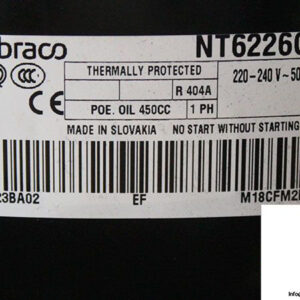 braco NT6226G
THERMALLY PROTECTED
R 404A
220-240 V ~ 50
POE. OIL 450CC 1 PH
MADE IN SLOVAKIA NO START WITHOUT STARTING
23BA02 EF M18CFM2